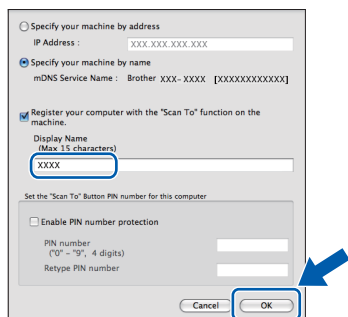 Specify your machine by address
IP Address : XXX.XXX.XXX.XXX
Specify your machine by name
mDNS Service Name : Brother XXX-XXXX [XXXXXXXXXXXX]
Register your computer with the "Scan To" function on the
machine.
Display Name
(Max 15 characters)
XXXX
Set the "Scan To" Button PIN number for this computer
Enable PIN number protection
PIN number
("0" – "9", 4 digits)
Retype PIN number
Cancel OK